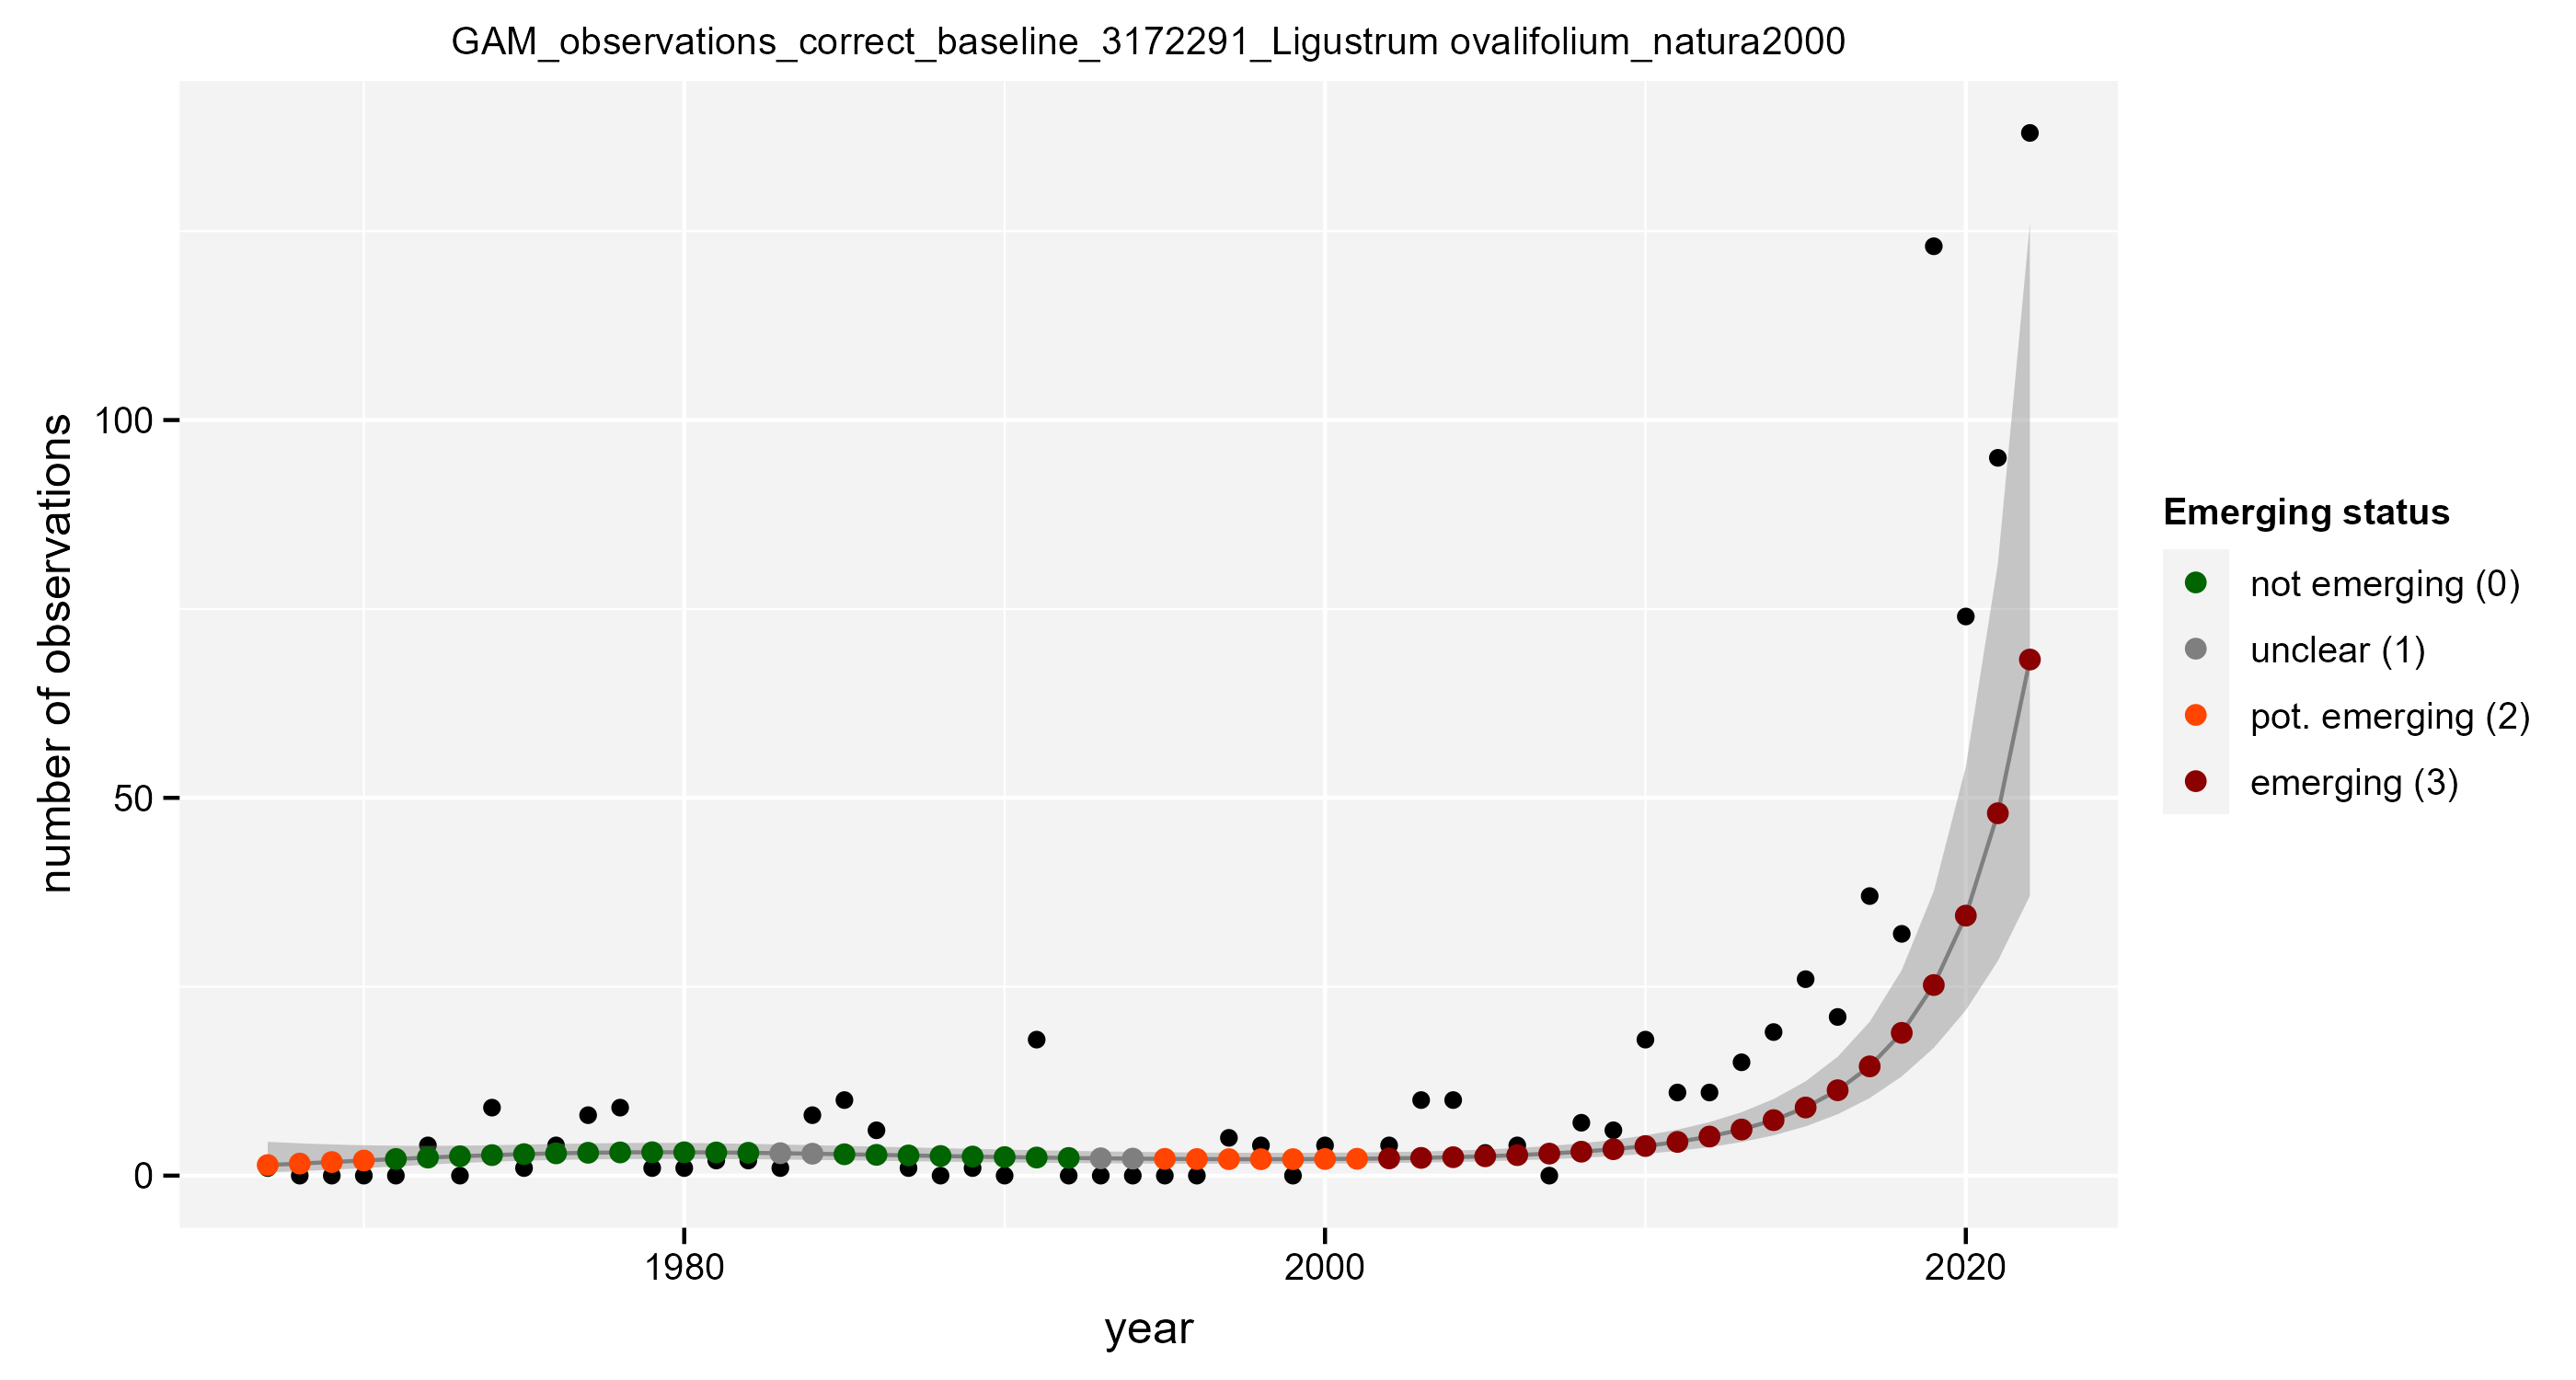 GAM_observations_correct_baseline_3172291_Ligustrum ovalifolium_natura2000
number of observations
100
50
0
1980
2000
2020
year
Emerging status
not emerging (0)
unclear (1)
pot. emerging (2)
emerging (3)